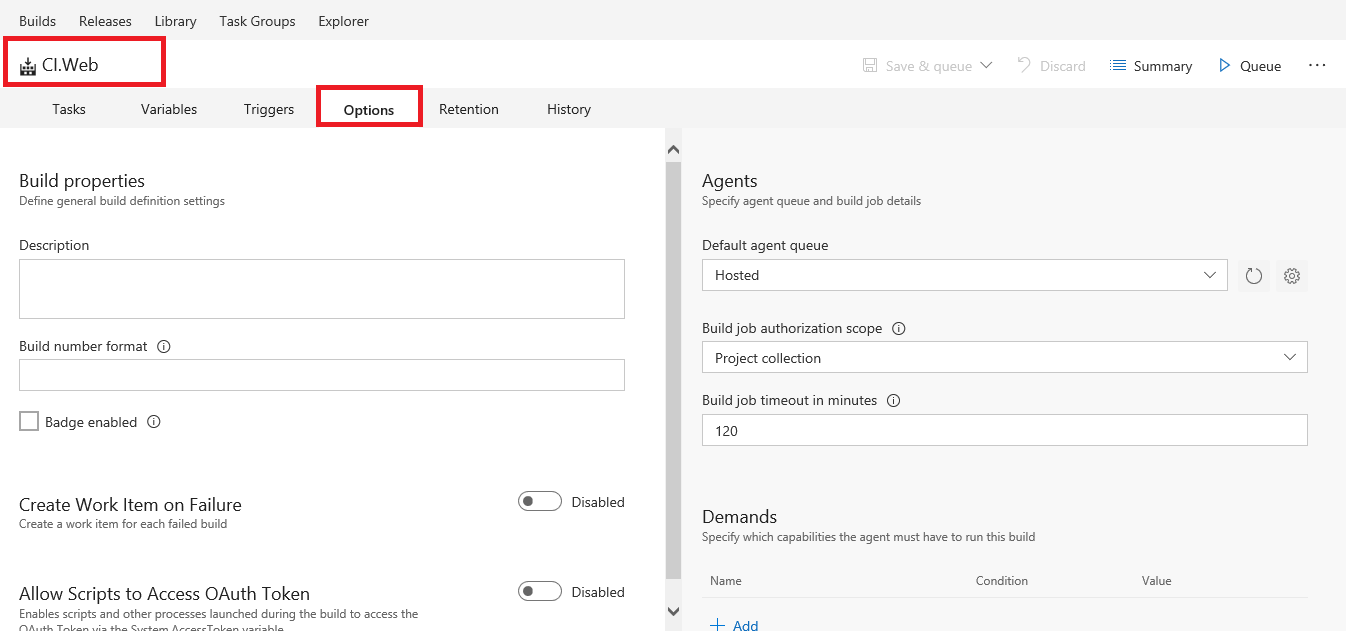 Builds Releases Library Task Groups Explorer
CI.Web
Save & queue Discard Summary Queue ...
Tasks Variables Triggers Options Retention History
Build properties
Define general build definition settings
Description
Build number format
Badge enabled
Create Work Item on Failure
Create a work item for each failed build
Disabled
Allow Scripts to Access OAuth Token
Enables scripts and other processes launched during the build to access the
OAuth Token via the System.AccessToken variable.
Disabled
Agents
Specify agent queue and build job details
Default agent queue
Hosted
Build job authorization scope
Project collection
Build job timeout in minutes
120
Demands
Specify which capabilities the agent must have to run this build
Name Condition Value
+ Add